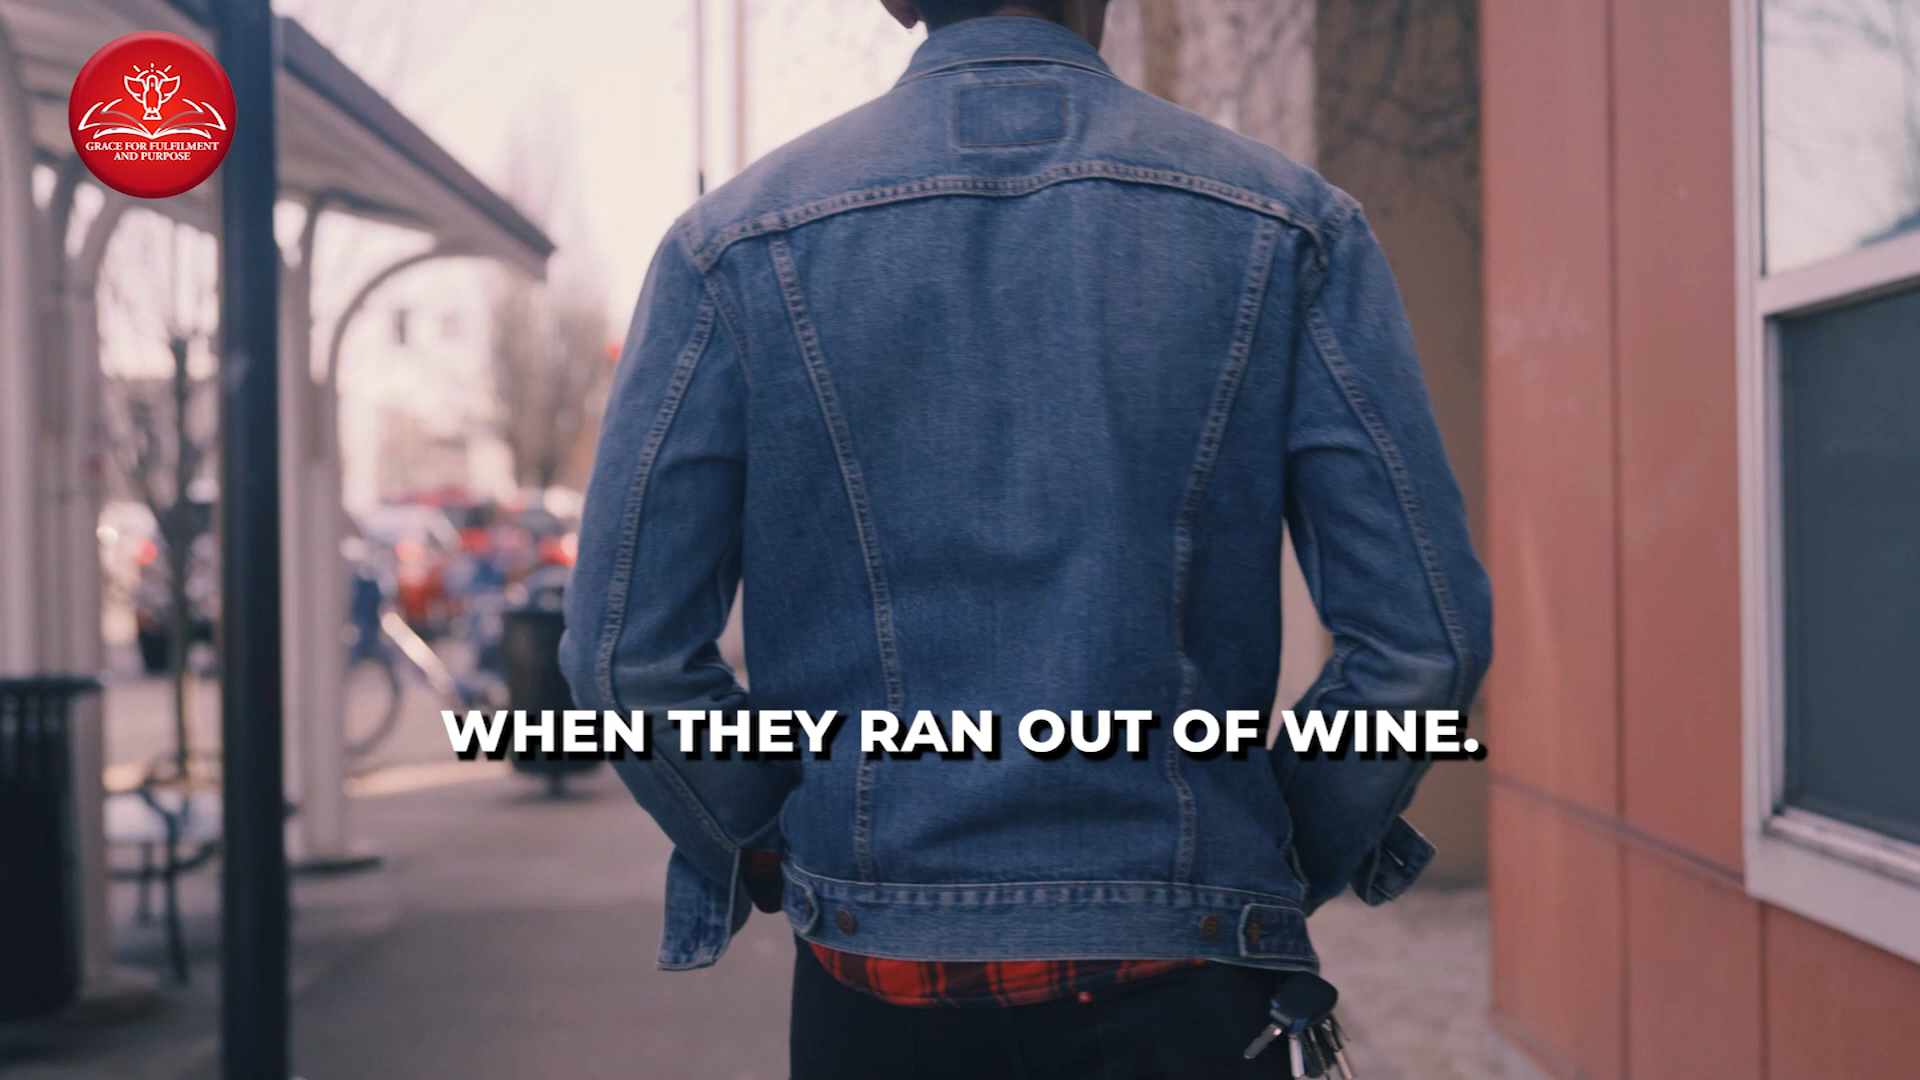 GRACE FOR FULFILMENT
AND PURPOSE
WHEN THEY RAN OUT OF WINE.